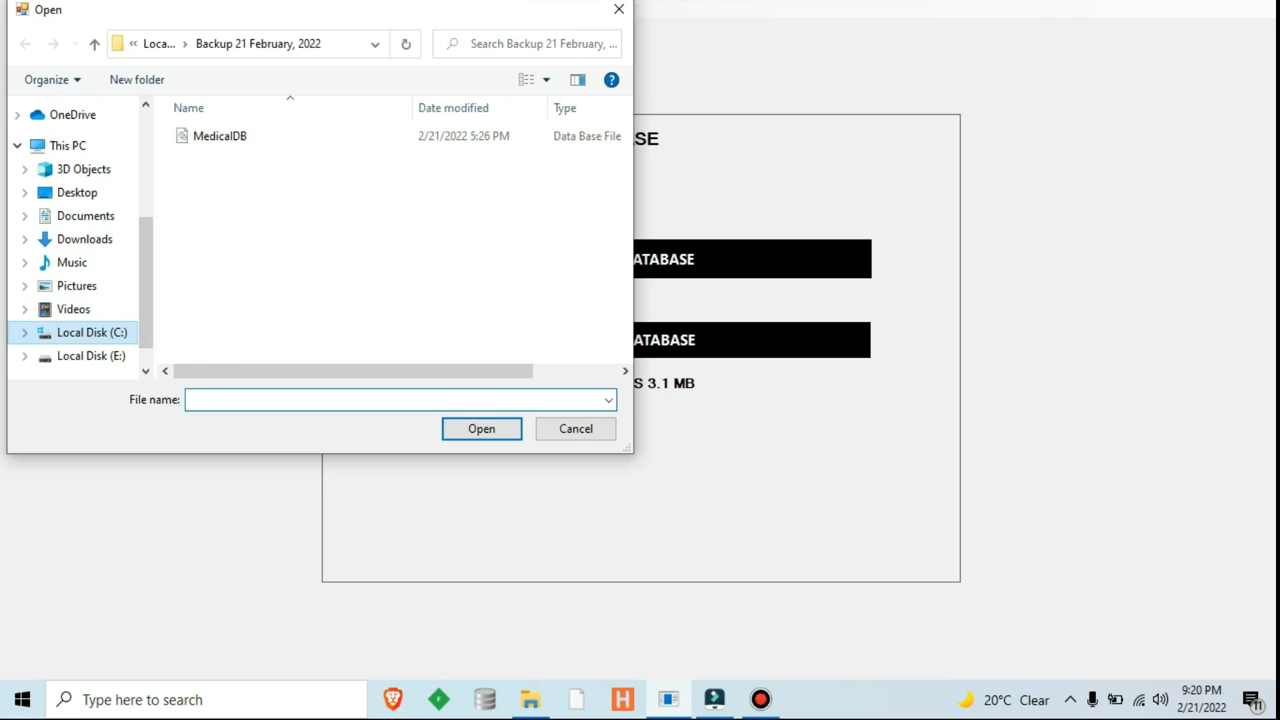 Open
« Loca... › Backup 21 February, 2022
Search Backup 21 February, ...
Organize
New folder
Name
Date modified
Type
OneDrive
MedicalDB
2/21/2022 5:26 PM
Data Base File
This PC
3D Objects
Desktop
Documents
Downloads
Music
Pictures
Videos
Local Disk (C:)
Local Disk (E:)
File name:
Open
Cancel
SE
ATABASE
ATABASE
S 3.1 MB
Type here to search
H
20°C Clear
9:20 PM
2/21/2022
11